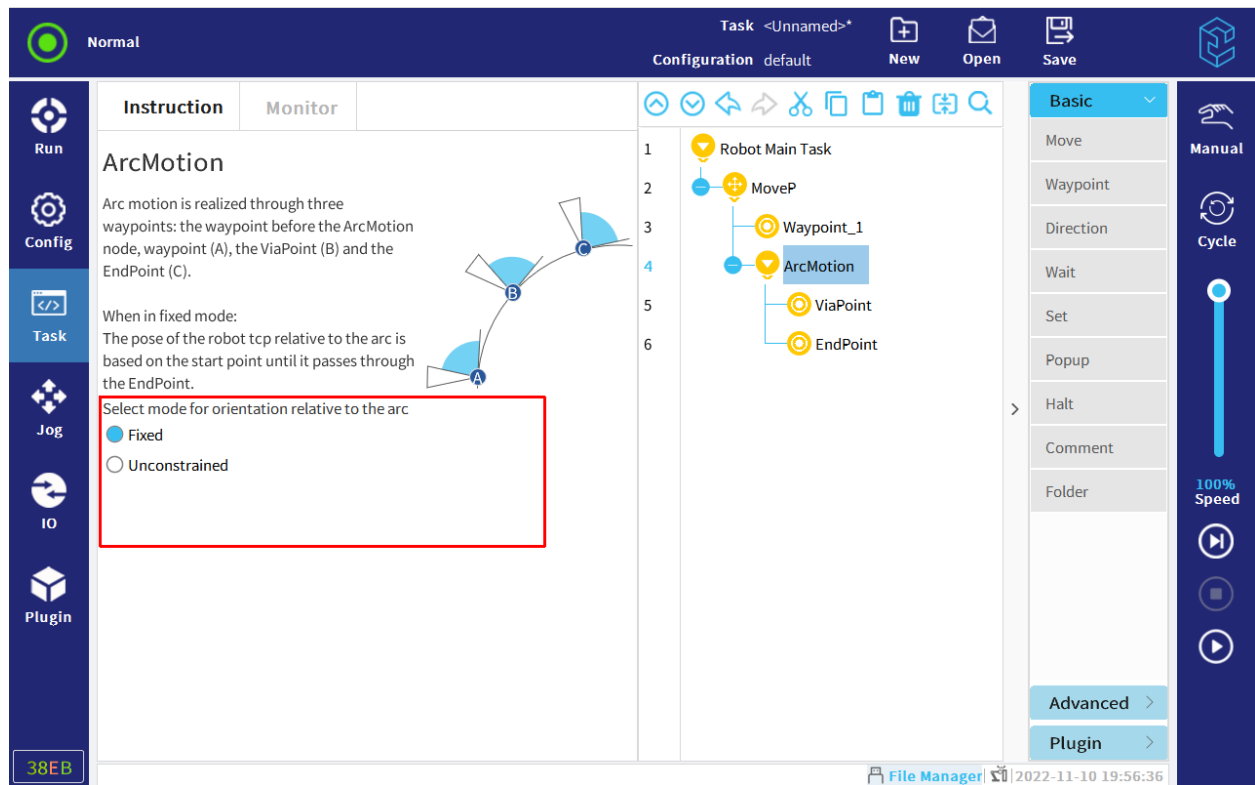 Normal
Task <Unnamed>*
Configuration default
New
Open
Save
Run
Config
Task
Jog
IO
Plugin
38EB
Instruction
Monitor
ArcMotion
Arc motion is realized through three
waypoints: the waypoint before the ArcMotion
node, waypoint (A), the ViaPoint (B) and the
EndPoint (C).
When in fixed mode:
The pose of the robot tcp relative to the arc is
based on the start point until it passes through
the EndPoint.
A
B
C
Select mode for orientation relative to the arc
Fixed
Unconstrained
1 Robot Main Task
2 MoveP
3 Waypoint_1
4 ArcMotion
5 ViaPoint
6 EndPoint
Basic
Move
Waypoint
Direction
Wait
Set
Popup
Halt
Comment
Folder
Advanced
Plugin
Manual
Cycle
100%
Speed
File Manager
2022-11-10 19:56:36